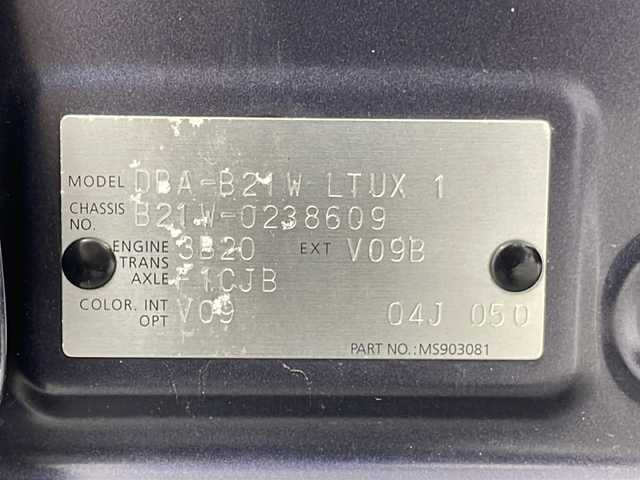 MODEL DBA-B21W LTUX 1
CHASSIS NO. B21W-0238609
ENGINE 3B20 EXT V09B
TRANS AXLE F1CJB
COLOR. INT V09 04J 050
OPT
PART NO.:MS903081